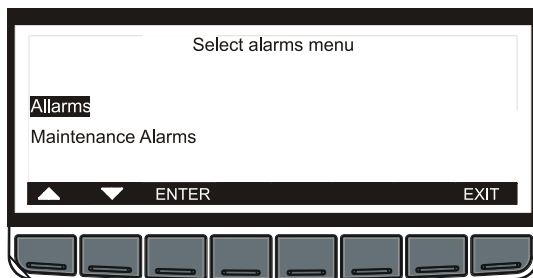 Select alarms menu
Allarms
Maintenance Alarms
ENTER EXIT